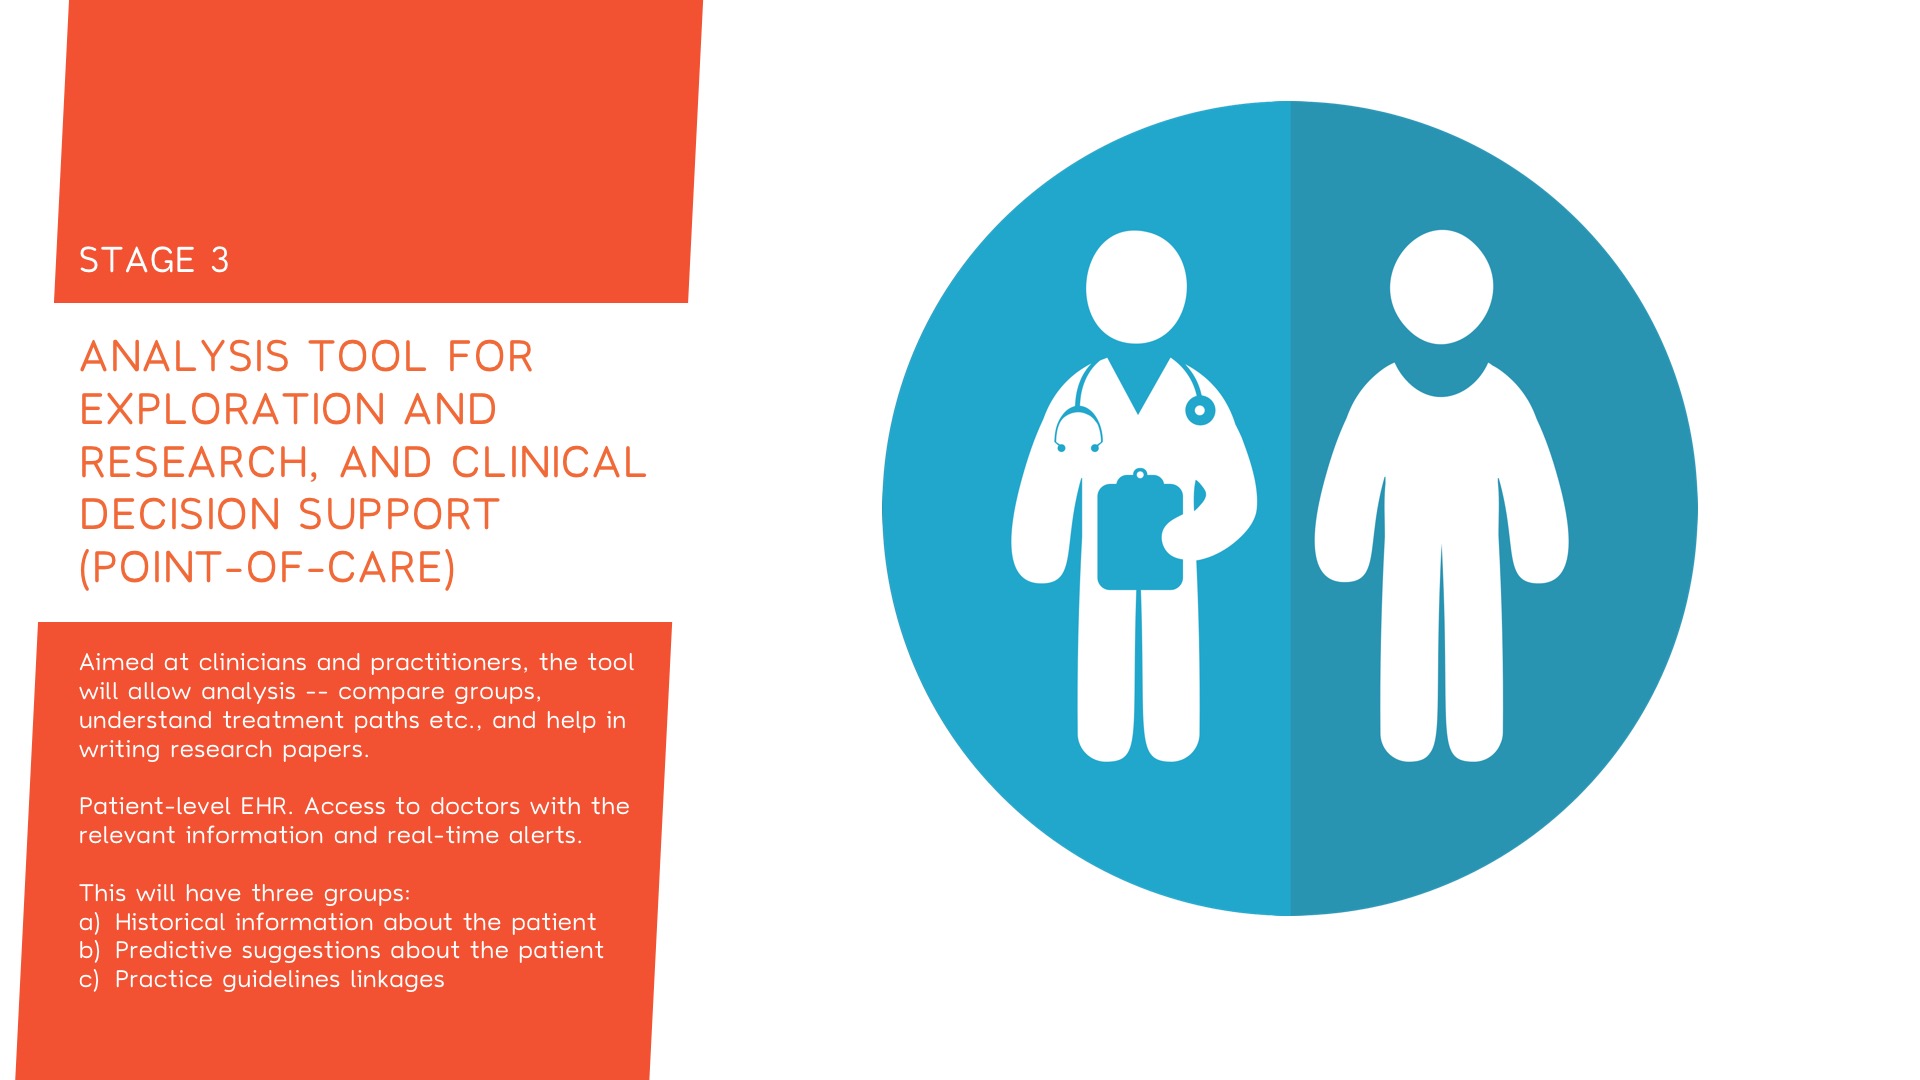 STAGE 3
ANALYSIS TOOL FOR
EXPLORATION AND
RESEARCH, AND CLINICAL
DECISION SUPPORT
(POINT-OF-CARE)
Aimed at clinicians and practitioners, the tool
will allow analysis -- compare groups,
understand treatment paths etc., and help in
writing research papers.
Patient-level EHR. Access to doctors with the
relevant information and real-time alerts.
This will have three groups:
a) Historical information about the patient
b) Predictive suggestions about the patient
c) Practice guidelines linkages